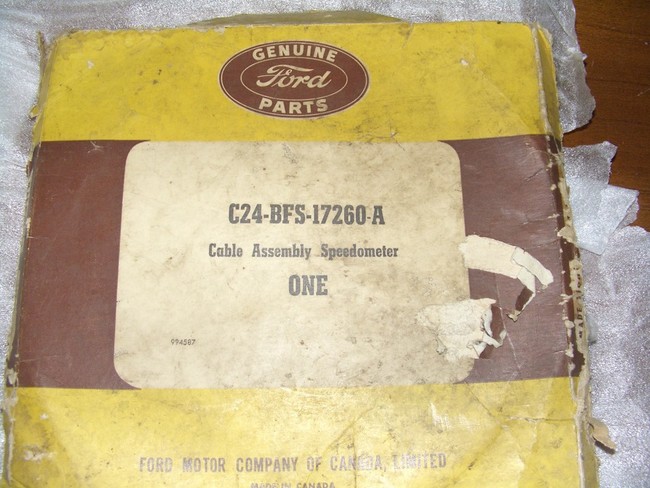 GENUINE
Ford
PARTS
C24-BFS-17260-A
Cable Assembly Speedometer
ONE
994587
FORD MOTOR COMPANY OF CANADA, LIMITED
MADE IN CANADA